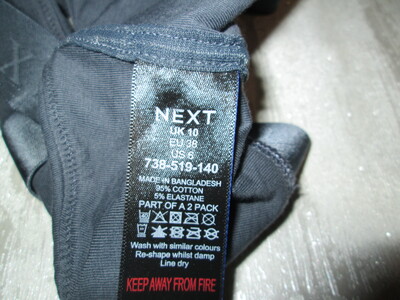 NEXT
UK 10
EU 38
US 6
738-519-140
MADE IN BANGLADESH
95% COTTON
5% ELASTANE
PART OF A 2 PACK
Wash with similar colours
Re-shape whilst damp
Line dry
KEEP AWAY FROM FIRE